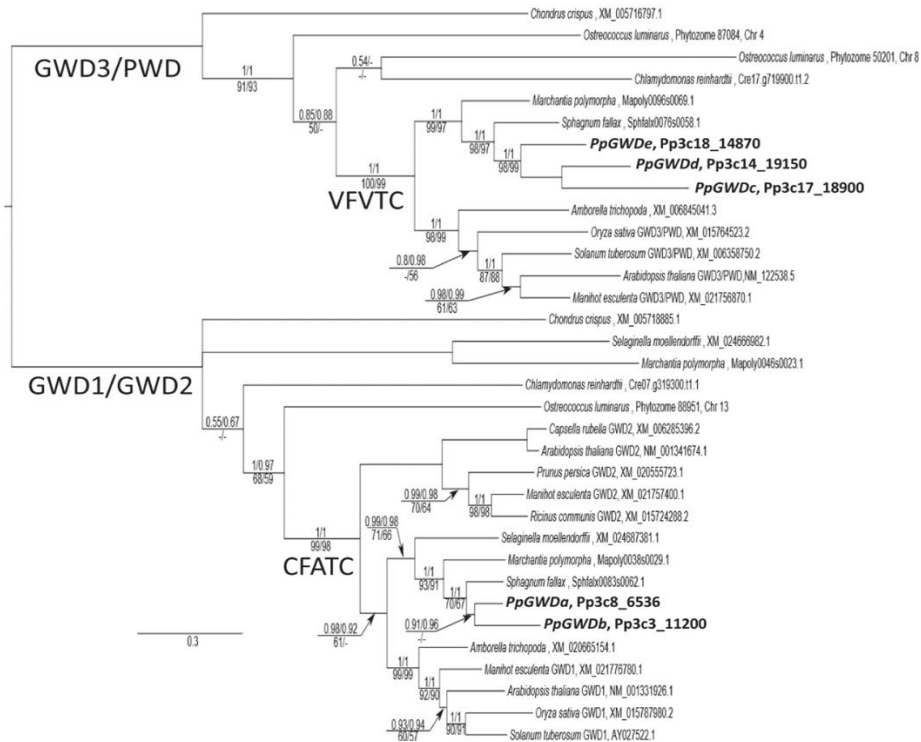 Chondrus crispus , XM_005716797.1
Ostreococcus luminarus , Phytozome 87084, Chr 4
GWD3/PWD
Ostreococcus luminarus , Phytozome 50201, Chr 8
0.54/-
-/-
1/1
91/93
Chlamydomonas reinhardtii , Cre17.g719900.t1.2
Marchantia polymorpha , Mapoly0096s0069.1
0.85/0.88
50/-
1/1
99/97
Sphagnum fallax , Sphfalx0076s0058.1
1/1
98/97
PpGWDe, Pp3c18_14870
1/1
98/99
PpGWDd, Pp3c14_19150
1/1
100/99
PpGWDc, Pp3c17_18900
VFVTC
Amborella trichopoda , XM_006845041.3
1/1
98/99
Oryza sativa GWD3/PWD, XM_015764523.2
Solanum tuberosum GWD3/PWD, XM_006358750.2
0.8/0.98
-/56
1/1
87/88
Arabidopsis thaliana GWD3/PWD,NM_122538.5
0.98/0.99
61/63
Manihot esculenta GWD3/PWD, XM_021756870.1
Chondrus crispus , XM_005718885.1
Selaginella moellendorffii , XM_024666982.1
Marchantia polymorpha , Mapoly0046s0023.1
GWD1/GWD2
Chlamydomonas reinhardtii , Cre07.g319300.t1.1
Ostreccoccus luminarus , Phytozome 88951, Chr 13
0.55/0.67
-/-
Capsella rubella GWD2, XM_006285396.2
Arabidopsis thaliana GWD2, NM_001341674.1
1/0.97
68/59
Prunus persica GWD2, XM_020555723.1
0.99/0.98
70/64
Manihot esculenta GWD2, XM_021757400.1
1/1
98/98
Ricinus communis GWD2, XM_015724288.2
1/1
99/98
0.99/0.98
71/66
Selaginella moellendorffii , XM_024687381.1
CFATC
Marchantia polymorpha , Mapoly0038s0029.1
1/1
93/91
Sphagnum fallax , Sphfalx0083s0062.1
1/1
70/67
PpGWDa, Pp3c8_6536
0.91/0.96
-/-
PpGWDb, Pp3c3_11200
0.98/0.92
61/-
0.3
Amborella trichopoda , XM_020665154.1
1/1
99/99
Manihot esculenta GWD1, XM_021776780.1
1/1
92/90
Arabidopsis thaliana GWD1, NM_001331926.1
0.93/0.94
60/57
Oryza sativa GWD1, XM_015787980.2
1/1
90/91
Solanum tuberosum GWD1, AY027522.1